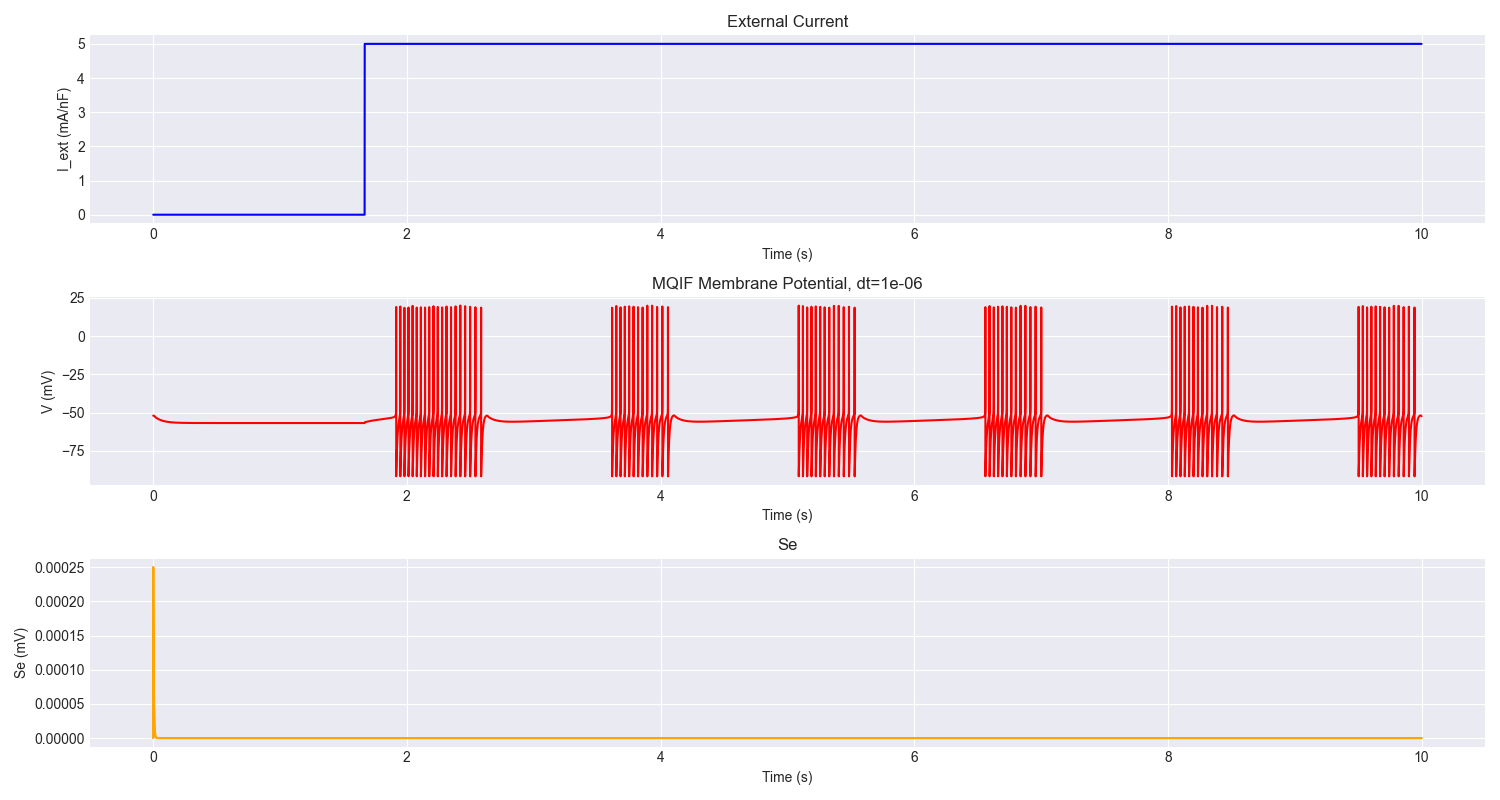 External Current
I_ext (mA/nF)
5
4
3
2
1
0
0 2 4 6 8 10
Time (s)
MQIF Membrane Potential, dt=1e-06
V (mV)
25
0
−25
−50
−75
0 2 4 6 8 10
Time (s)
Se
Se (mV)
0.00025
0.00020
0.00015
0.00010
0.00005
0.00000
0 2 4 6 8 10
Time (s)